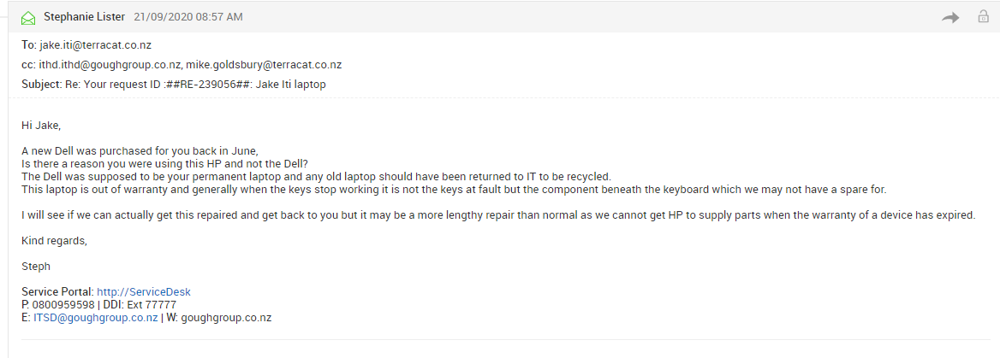 Stephanie Lister 21/09/2020 08:57 AM
To: jake.iti@terracat.co.nz
cc: ithd.ithd@goughgroup.co.nz, mike.goldsbury@terracat.co.nz
Subject: Re: Your request ID :##RE-239056##: Jake Iti laptop
Hi Jake,
A new Dell was purchased for you back in June,
Is there a reason you were using this HP and not the Dell?
The Dell was supposed to be your permanent laptop and any old laptop should have been returned to IT to be recycled.
This laptop is out of warranty and generally when the keys stop working it is not the keys at fault but the component beneath the keyboard which we may not have a spare for.
I will see if we can actually get this repaired and get back to you but it may be a more lengthy repair than normal as we cannot get HP to supply parts when the warranty of a device has expired.
Kind regards,
Steph
Service Portal: http://ServiceDesk
P: 0800959598 | DDI: Ext 77777
E: ITSD@goughgroup.co.nz | W: goughgroup.co.nz